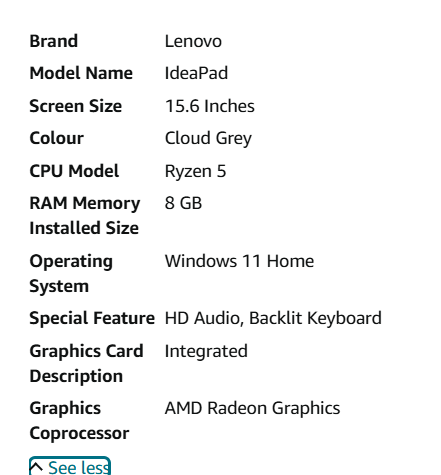 Brand Lenovo
Model Name IdeaPad
Screen Size 15.6 Inches
Colour Cloud Grey
CPU Model Ryzen 5
RAM Memory 8 GB
Installed Size
Operating Windows 11 Home
System
Special Feature HD Audio, Backlit Keyboard
Graphics Card Integrated
Description
Graphics AMD Radeon Graphics
Coprocessor
See less